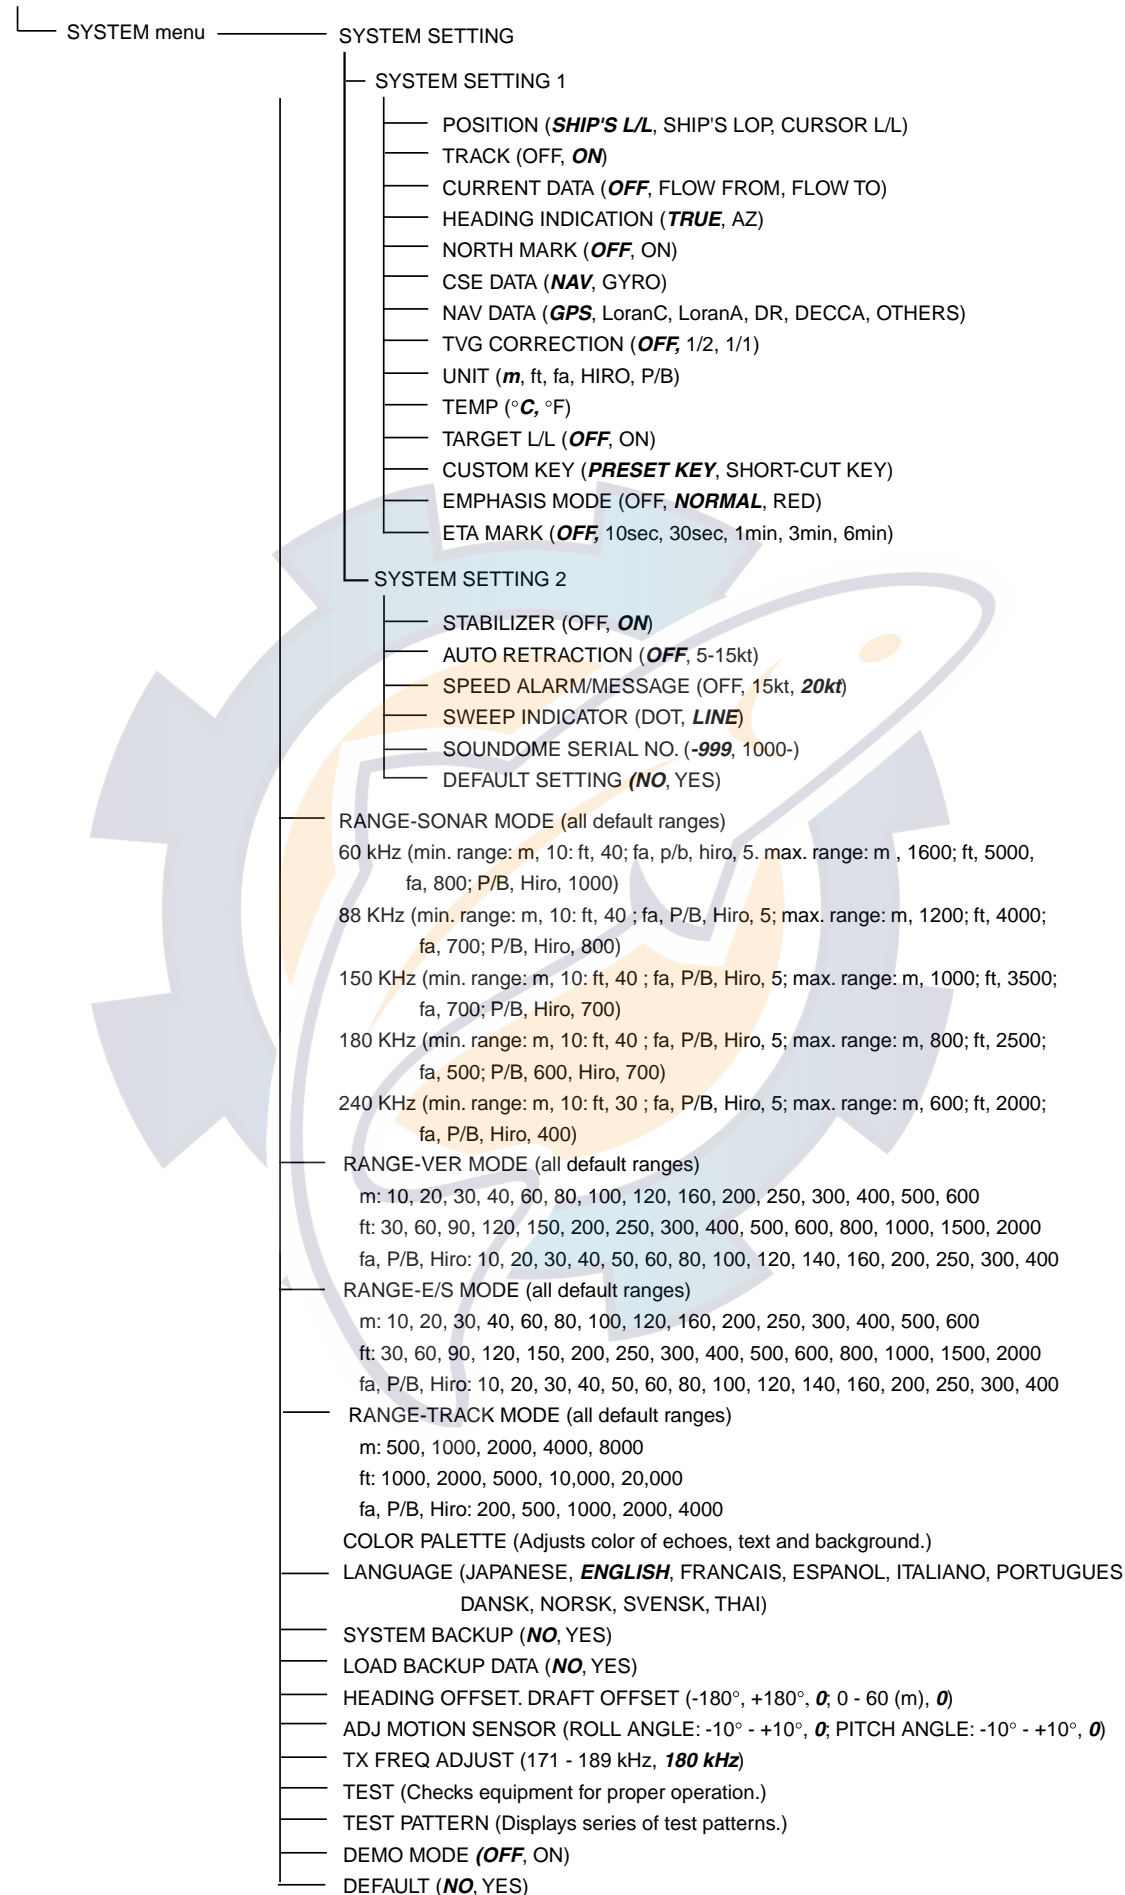 SYSTEM menu SYSTEM SETTING
SYSTEM SETTING 1
POSITION (SHIP'S L/L, SHIP'S LOP, CURSOR L/L)
TRACK (OFF, ON)
CURRENT DATA (OFF, FLOW FROM, FLOW TO)
HEADING INDICATION (TRUE, AZ)
NORTH MARK (OFF, ON)
CSE DATA (NAV, GYRO)
NAV DATA (GPS, LoranC, LoranA, DR, DECCA, OTHERS)
TVG CORRECTION (OFF, 1/2, 1/1)
UNIT (m, ft, fa, HIRO, P/B)
TEMP (°C, °F)
TARGET L/L (OFF, ON)
CUSTOM KEY (PRESET KEY, SHORT-CUT KEY)
EMPHASIS MODE (OFF, NORMAL, RED)
ETA MARK (OFF, 10sec, 30sec, 1min, 3min, 6min)
SYSTEM SETTING 2
STABILIZER (OFF, ON)
AUTO RETRACTION (OFF, 5-15kt)
SPEED ALARM/MESSAGE (OFF, 15kt, 20kt)
SWEEP INDICATOR (DOT, LINE)
SOUNDOME SERIAL NO. (-999, 1000-)
DEFAULT SETTING (NO, YES)
RANGE-SONAR MODE (all default ranges)
60 kHz (min. range: m, 10: ft, 40; fa, p/b, hiro, 5. max. range: m , 1600; ft, 5000,
fa, 800; P/B, Hiro, 1000)
88 KHz (min. range: m, 10: ft, 40 ; fa, P/B, Hiro, 5; max. range: m, 1200; ft, 4000;
fa, 700; P/B, Hiro, 800)
150 KHz (min. range: m, 10: ft, 40 ; fa, P/B, Hiro, 5; max. range: m, 1000; ft, 3500;
fa, 700; P/B, Hiro, 700)
180 KHz (min. range: m, 10: ft, 40 ; fa, P/B, Hiro, 5; max. range: m, 800; ft, 2500;
fa, 500; P/B, 600, Hiro, 700)
240 KHz (min. range: m, 10: ft, 30 ; fa, P/B, Hiro, 5; max. range: m, 600; ft, 2000;
fa, P/B, Hiro, 400)
RANGE-VER MODE (all default ranges)
m: 10, 20, 30, 40, 60, 80, 100, 120, 160, 200, 250, 300, 400, 500, 600
ft: 30, 60, 90, 120, 150, 200, 250, 300, 400, 500, 600, 800, 1000, 1500, 2000
fa, P/B, Hiro: 10, 20, 30, 40, 50, 60, 80, 100, 120, 140, 160, 200, 250, 300, 400
RANGE-E/S MODE (all default ranges)
m: 10, 20, 30, 40, 60, 80, 100, 120, 160, 200, 250, 300, 400, 500, 600
ft: 30, 60, 90, 120, 150, 200, 250, 300, 400, 500, 600, 800, 1000, 1500, 2000
fa, P/B, Hiro: 10, 20, 30, 40, 50, 60, 80, 100, 120, 140, 160, 200, 250, 300, 400
RANGE-TRACK MODE (all default ranges)
m: 500, 1000, 2000, 4000, 8000
ft: 1000, 2000, 5000, 10,000, 20,000
fa, P/B, Hiro: 200, 500, 1000, 2000, 4000
COLOR PALETTE (Adjusts color of echoes, text and background.)
LANGUAGE (JAPANESE, ENGLISH, FRANCAIS, ESPANOL, ITALIANO, PORTUGUES
DANSK, NORSK, SVENSK, THAI)
SYSTEM BACKUP (NO, YES)
LOAD BACKUP DATA (NO, YES)
HEADING OFFSET. DRAFT OFFSET (-180°, +180°, 0; 0 - 60 (m), 0)
ADJ MOTION SENSOR (ROLL ANGLE: -10° - +10°, 0; PITCH ANGLE: -10° - +10°, 0)
TX FREQ ADJUST (171 - 189 kHz, 180 kHz)
TEST (Checks equipment for proper operation.)
TEST PATTERN (Displays series of test patterns.)
DEMO MODE (OFF, ON)
DEFAULT (NO, YES)